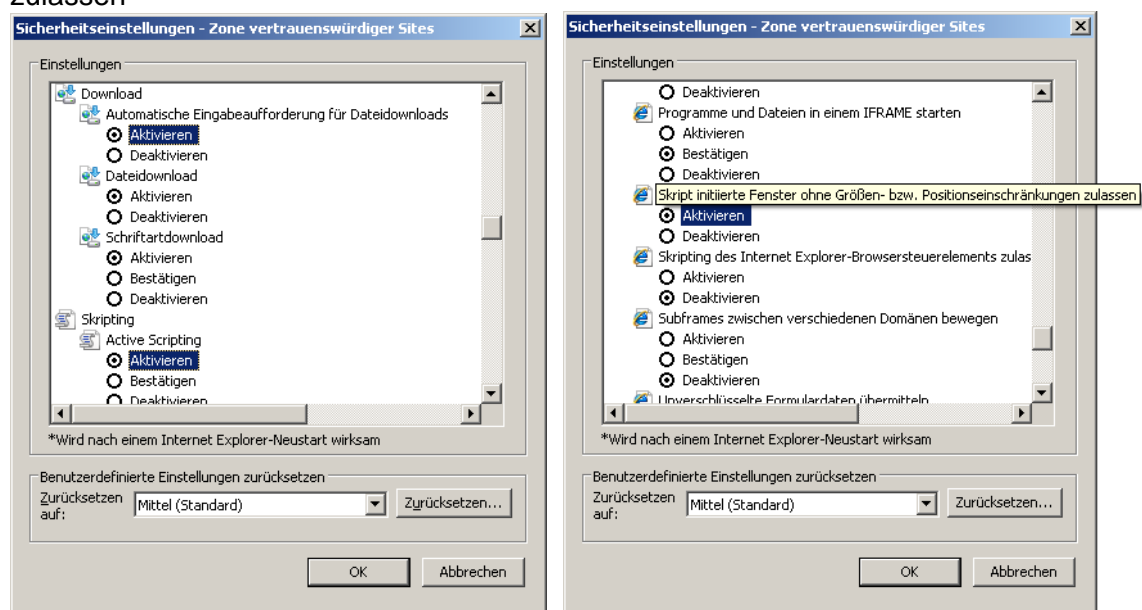 zulassen
Sicherheitseinstellungen - Zone vertrauenswürdiger Sites
Einstellungen
Download
Automatische Eingabeaufforderung für Dateidownloads
Aktivieren
Deaktivieren
Dateidownload
Aktivieren
Deaktivieren
Schriftartdownload
Aktivieren
Bestätigen
Deaktivieren
Skripting
Active Scripting
Aktivieren
Bestätigen
Deaktivieren
*Wird nach einem Internet Explorer-Neustart wirksam
Benutzerdefinierte Einstellungen zurücksetzen
Zurücksetzen auf:
Mittel (Standard)
Zurücksetzen...
OK
Abbrechen
Sicherheitseinstellungen - Zone vertrauenswürdiger Sites
Einstellungen
Deaktivieren
Programme und Dateien in einem IFRAME starten
Aktivieren
Bestätigen
Deaktivieren
Skript initiierte Fenster ohne Größen- bzw. Positionseinschränkungen zulassen
Aktivieren
Deaktivieren
Skripting des Internet Explorer-Browsersteuerelements zulas
Aktivieren
Deaktivieren
Subframes zwischen verschiedenen Domänen bewegen
Aktivieren
Bestätigen
Deaktivieren
Unverschlüsselte Formulardaten übermitteln
*Wird nach einem Internet Explorer-Neustart wirksam
Benutzerdefinierte Einstellungen zurücksetzen
Zurücksetzen auf:
Mittel (Standard)
Zurücksetzen...
OK
Abbrechen